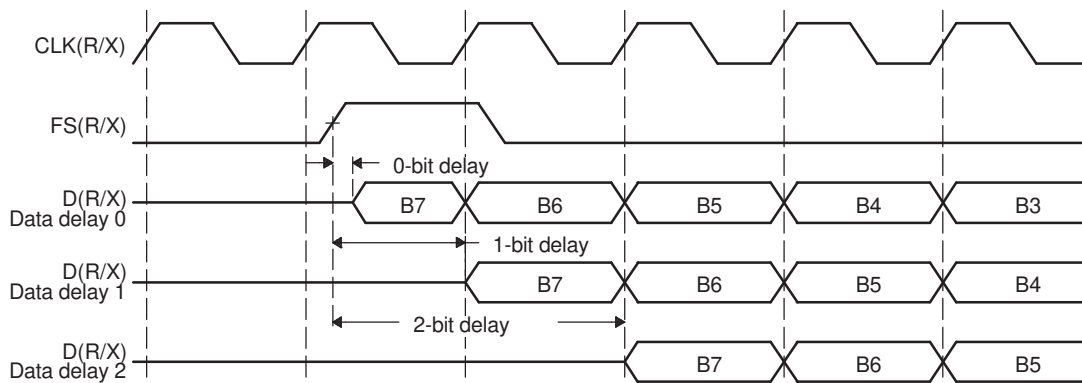 CLK(R/X)
FS(R/X)
0-bit delay
D(R/X)
Data delay 0
B7 B6 B5 B4 B3
1-bit delay
D(R/X)
Data delay 1
B7 B6 B5 B4
2-bit delay
D(R/X)
Data delay 2
B7 B6 B5